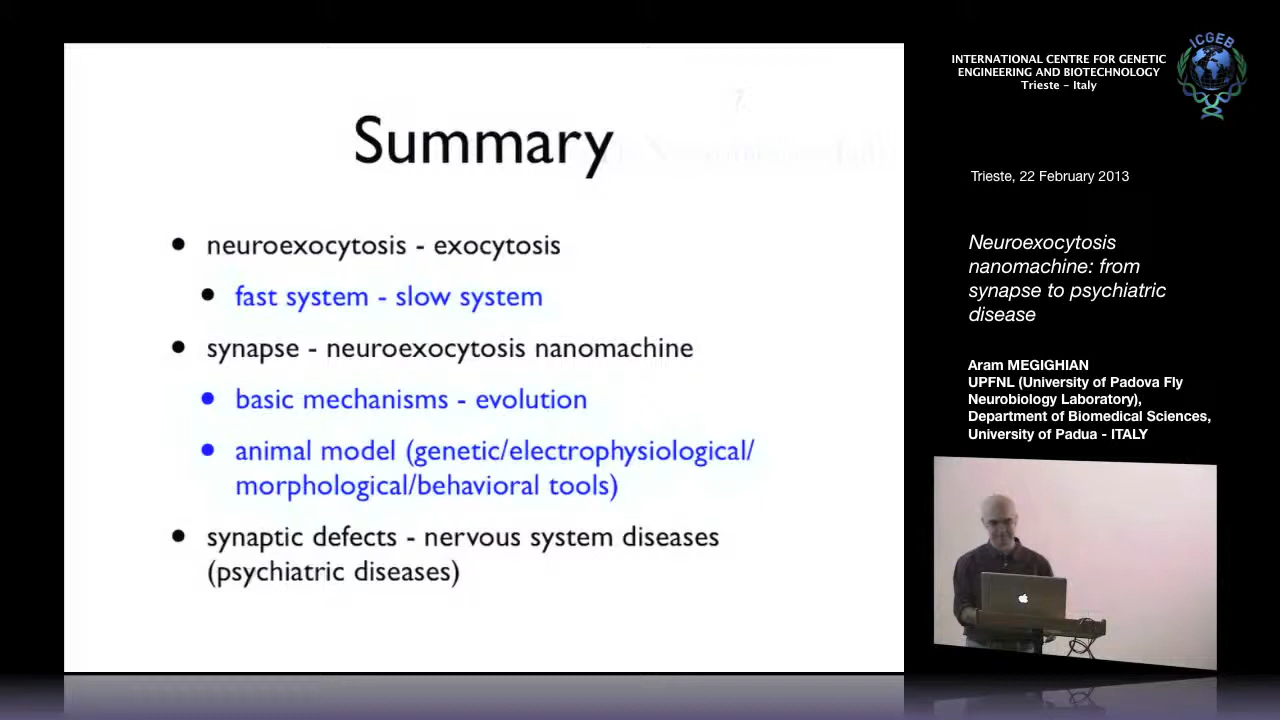 Summary
• neuroexocytosis - exocytosis
• fast system - slow system
• synapse - neuroexocytosis nanomachine
• basic mechanisms - evolution
• animal model (genetic/electrophysiological/
morphological/behavioral tools)
• synaptic defects - nervous system diseases
(psychiatric diseases)
INTERNATIONAL CENTRE FOR GENETIC
ENGINEERING AND BIOTECHNOLOGY
Trieste - Italy
ICGEB
Trieste, 22 February 2013
Neuroexocytosis
nanomachine: from
synapse to psychiatric
disease
Aram MEGIGHIAN
UPFNL (University of Padova Fly
Neurobiology Laboratory),
Department of Biomedical Sciences,
University of Padua - ITALY